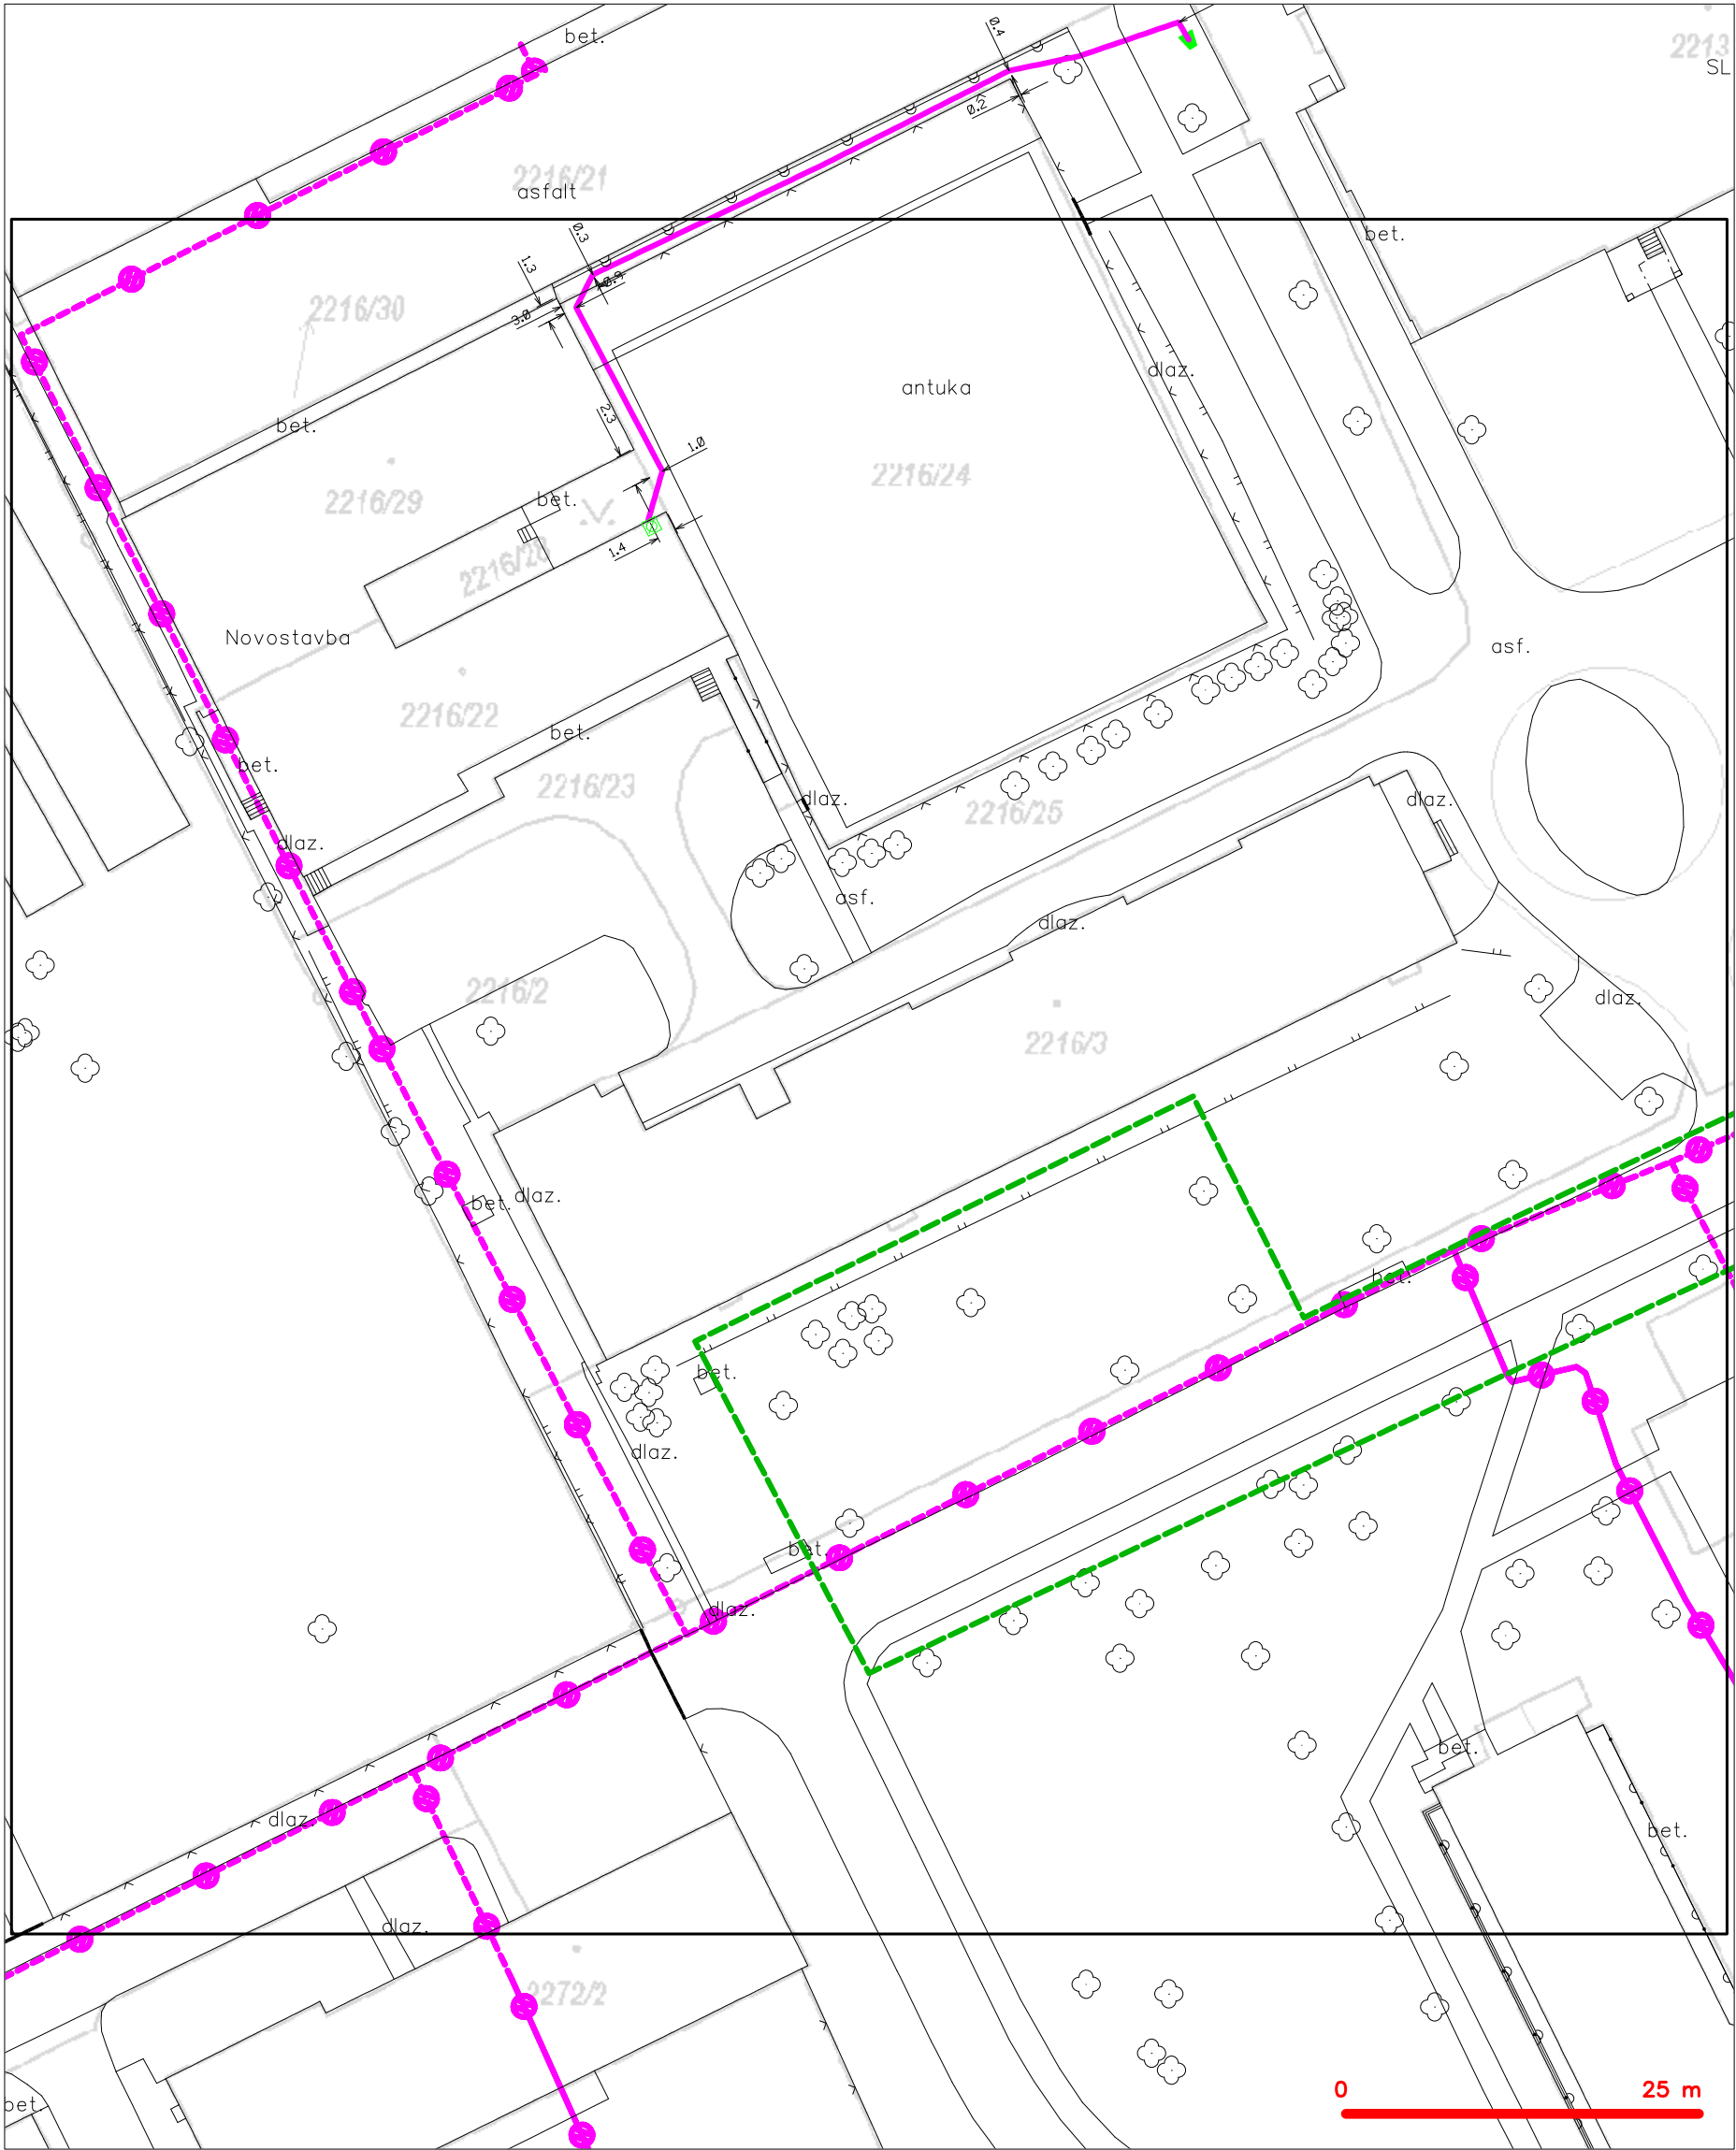 bet.
2213
SL
0.4
0.2
2216/21
asfalt
bet.
0.3
1.3
0.9
3.0
2216/30
dlaz.
antuka
2.3
bet.
1.0
2216/24
2216/29
bet.
1.4
2216/28
Novostavba
asf.
2216/22
bet.
bet.
2216/23
dlaz.
dlaz.
2216/25
dlaz.
asf.
dlaz.
2216/2
dlaz.
2216/3
bet.
dlaz.
bet.
bet.
dlaz.
bet.
dlaz.
bet.
dlaz.
bet.
dlaz.
2272/2
bet.
0
25 m